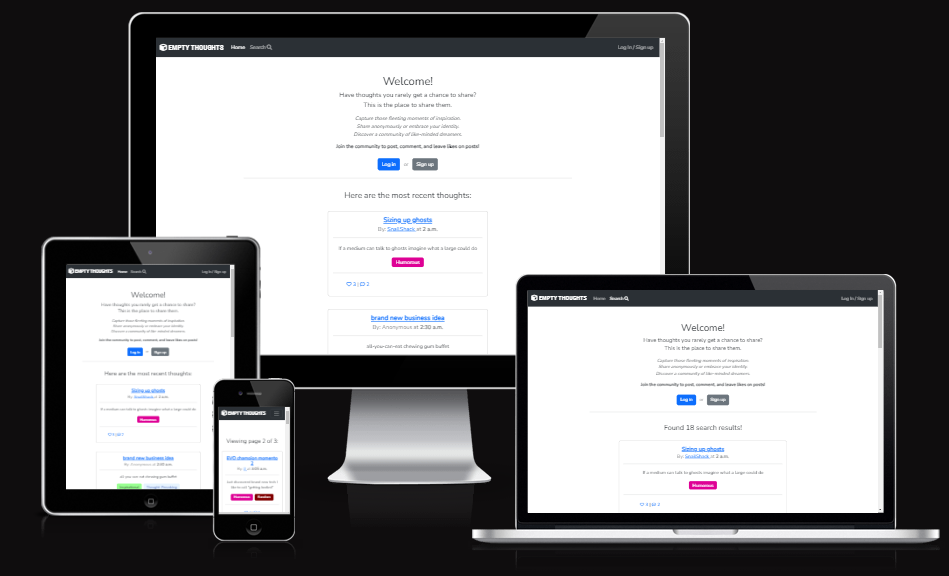 EMPTY THOUGHTS Home Search Log In / Sign up
Welcome!
Have thoughts you rarely get a chance to share?
This is the place to share them.
Capture those fleeting moments of inspiration.
Share anonymously or embrace your identity.
Discover a community of like-minded dreamers.
Join the community to post, comment, and leave likes on posts!
Log in or Sign up
Here are the most recent thoughts:
Sizing up ghosts
By: SnailShack at 2 a.m.
If a medium can talk to ghosts imagine what a large could do
Humorous
3 | 2
brand new business idea
By: Anonymous at 2:30 a.m.
all-you-can-eat chewing gum buffet
EMPTY THOUGHTS Home Search Log In / Sign up
Welcome!
Have thoughts you rarely get a chance to share?
This is the place to share them.
Capture those fleeting moments of inspiration.
Share anonymously or embrace your identity.
Discover a community of like-minded dreamers.
Join the community to post, comment, and leave likes on posts!
Log in or Sign up
Here are the most recent thoughts:
Sizing up ghosts
By: SnailShack at 2 a.m.
If a medium can talk to ghosts imagine what a large could do
Humorous
brand new business idea
By: Anonymous at 2:30 a.m.
all-you-can-eat chewing gum buffet
Inspirational Thought Provoking
EMPTY THOUGHTS
Viewing page 2 of 3:
EVO champion moments
2
Humorous Random
EMPTY THOUGHTS Home Search Log In / Sign up
Welcome!
Have thoughts you rarely get a chance to share?
This is the place to share them.
Capture those fleeting moments of inspiration.
Share anonymously or embrace your identity.
Discover a community of like-minded dreamers.
Join the community to post, comment, and leave likes on posts!
Log in or Sign up
Found 18 search results!
Sizing up ghosts
By: SnailShack at 2 a.m.
If a medium can talk to ghosts imagine what a large could do
Humorous
3 | 2